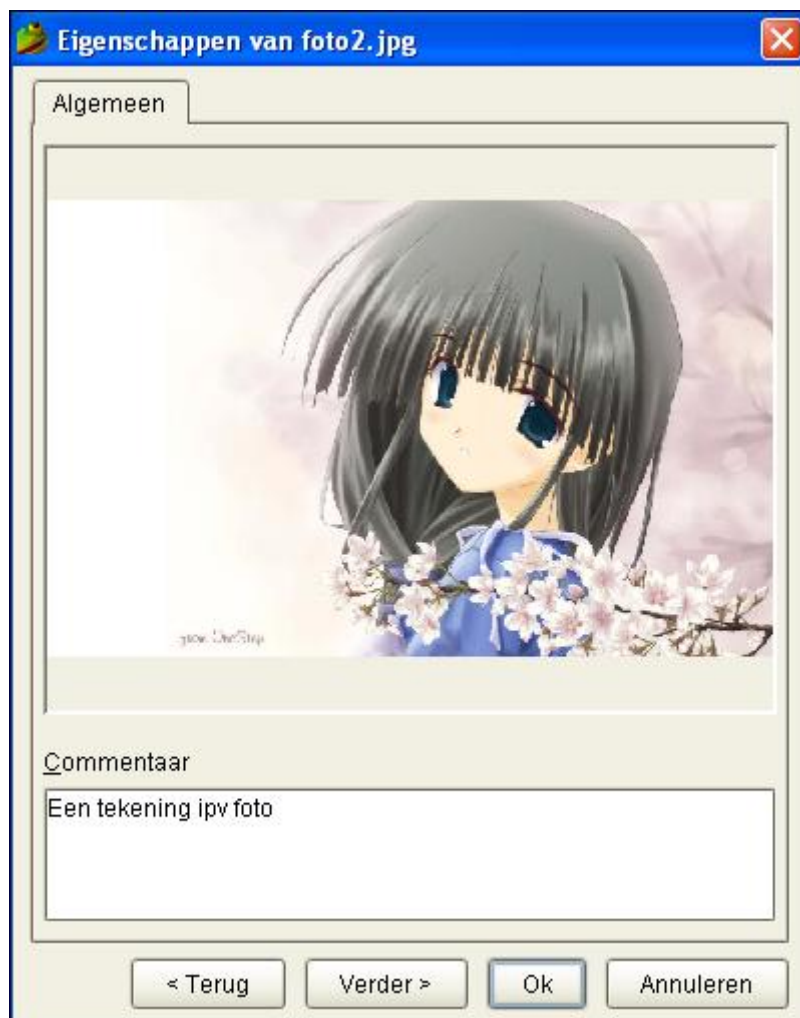 Eigenschappen van foto2.jpg
Algemeen
Commentaar
Een tekening ipv foto
< Terug
Verder >
Ok
Annuleren